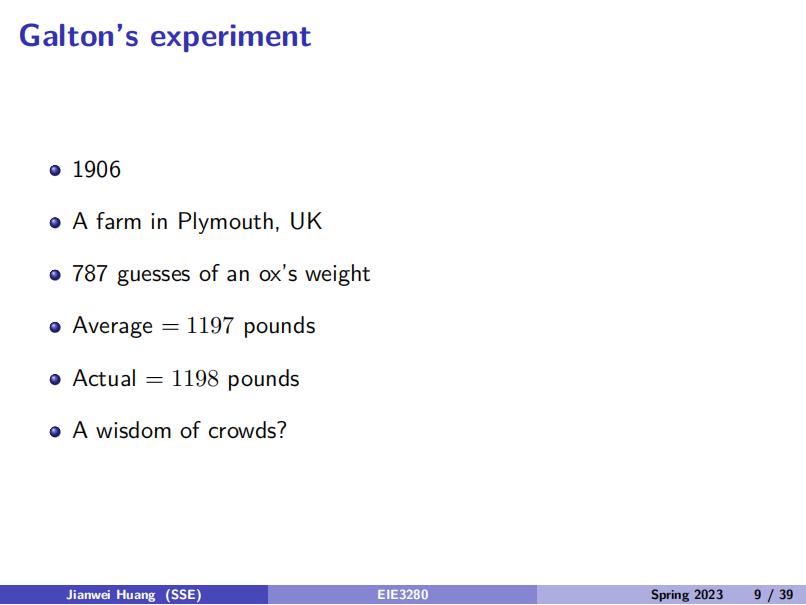 Galton's experiment
1906
A farm in Plymouth, UK
787 guesses of an ox's weight
Average = 1197 pounds
Actual = 1198 pounds
A wisdom of crowds?
Jianwei Huang (SSE) EIE3280 Spring 2023 9 / 39